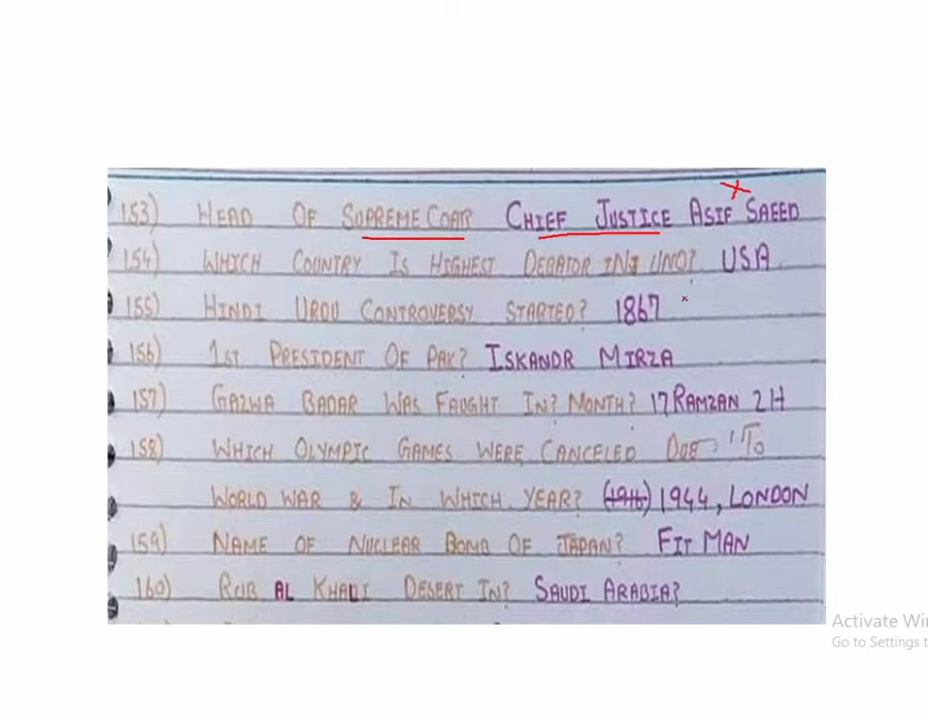 153) HEAD OF SUPREME COAR CHIEF JUSTICE ASIF SAEED
154) WHICH COUNTRY IS HIGHEST DEBATOR IN UNO? USA
155) HINDI URDU CONTROVERSY STARTED? 1867
156) 1ST PRESIDENT OF PAK? ISKANDR MIRZA
157) GAZWA BADAR WAS FAUGHT IN? MONTH? 17 RAMZAN 2H
158) WHICH OLYMPIC GAMES WERE CANCELED DUE TO
WORLD WAR & IN WHICH YEAR? (1916) 1944, LONDON
159) NAME OF NUCLEAR BOMB OF JAPAN? FIT MAN
160) RUB AL KHALI DESERT IN? SAUDI ARABIA?
Activate Win
Go to Settings t